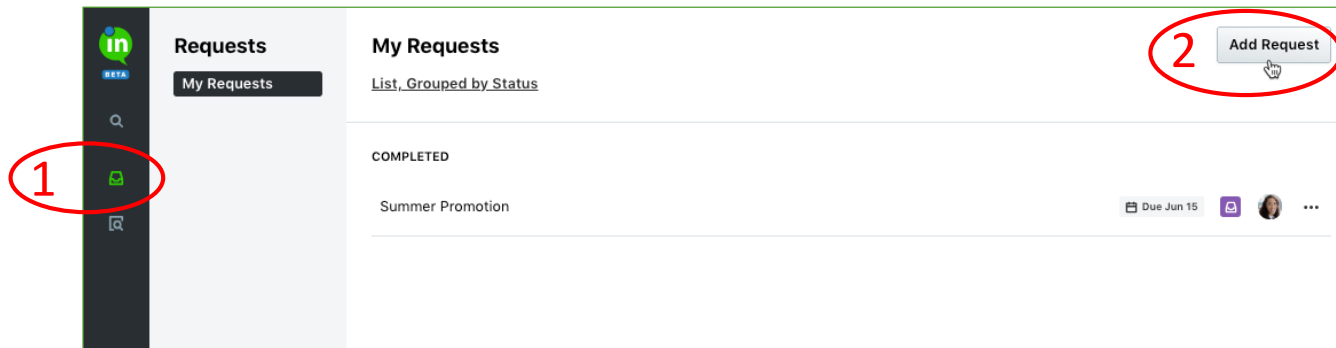 in
BETA
Requests
My Requests
My Requests
List, Grouped by Status
2
Add Request
1
COMPLETED
Summer Promotion
Due Jun 15